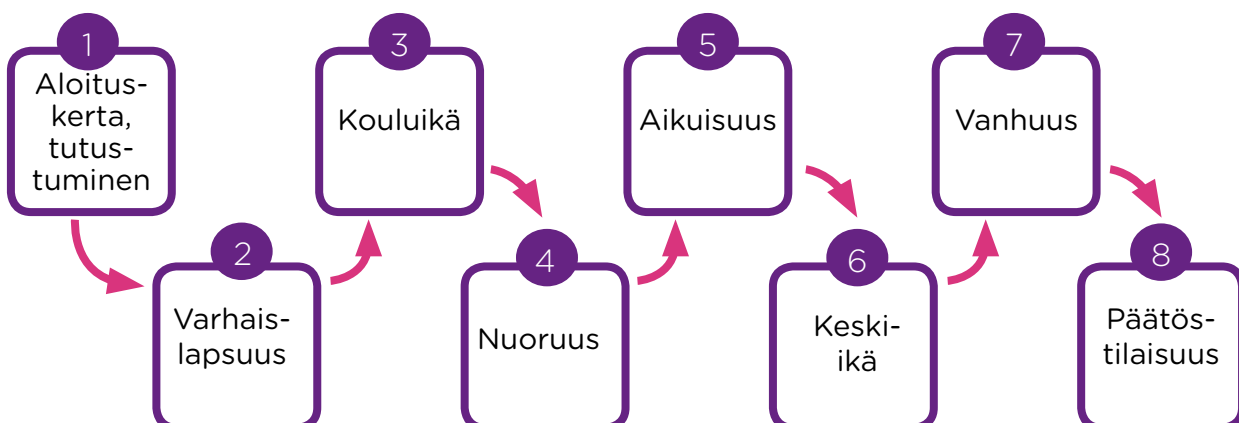 1
Aloitus-
kerta,
tutus-
tuminen
2
Varhais-
lapsuus
3
Kouluikä
4
Nuoruus
5
Aikuisuus
6
Keski-
ikä
7
Vanhuus
8
Päätös-
tilaisuus